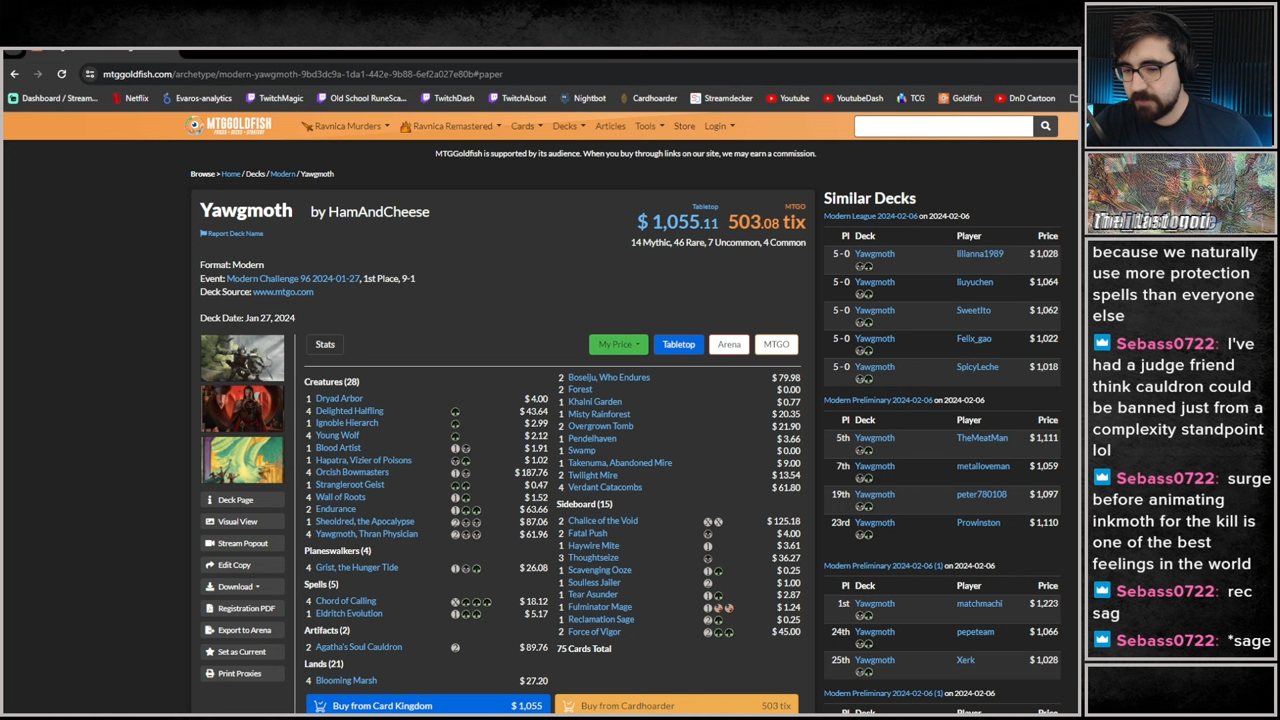 mtggoldfish.com/archetype/modern-yawgmoth-9bd3dc9a-1da1-442e-9b88-6ef2a027e80b#paper
Dashboard / Stream... Netflix Evaros-analytics TwitchMagic Old School RuneSca... TwitchDash TwitchAbout Nightbot Cardhoarder Streamdecker Youtube YoutubeDash TCG Goldfish DnD Cartoon
MTGGOLDFISH Ravnica Murders Ravnica Remastered Cards Decks Articles Tools Store Login
MTGGoldfish is supported by its audience. When you buy through links on our site, we may earn a commission.
Browse > Home / Decks / Modern / Yawgmoth
Yawgmoth by HamAndCheese
Report Deck Name
Tabletop MTGO
$ 1,055.11 503.08 tix
14 Mythic, 46 Rare, 7 Uncommon, 4 Common
Format: Modern
Event: Modern Challenge 96 2024-01-27, 1st Place, 9-1
Deck Source: www.mtgo.com
Deck Date: Jan 27, 2024
Stats My Price Tabletop Arena MTGO
Deck Page
Visual View
Stream Popout
Edit Copy
Download
Registration PDF
Export to Arena
Set as Current
Print Proxies
Creatures (28)
1 Dryad Arbor $ 4.00
4 Delighted Halfling $ 43.64
1 Ignoble Hierarch $ 2.99
4 Young Wolf $ 2.12
1 Blood Artist $ 1.91
1 Hapatra, Vizier of Poisons $ 1.02
4 Orcish Bowmasters $ 187.76
1 Strangleroot Geist $ 0.47
4 Wall of Roots $ 1.52
2 Endurance $ 63.66
1 Sheoldred, the Apocalypse $ 87.06
4 Yawgmoth, Thran Physician $ 61.96
Planeswalkers (4)
4 Grist, the Hunger Tide $ 26.08
Spells (5)
4 Chord of Calling $ 18.12
1 Eldritch Evolution $ 5.17
Artifacts (2)
2 Agatha's Soul Cauldron $ 89.76
Lands (21)
4 Blooming Marsh $ 27.20
2 Boseiju, Who Endures $ 79.98
2 Forest $ 0.00
1 Khalni Garden $ 0.77
1 Misty Rainforest $ 20.35
2 Overgrown Tomb $ 21.90
1 Pendelhaven $ 3.66
1 Swamp $ 0.00
1 Takenuma, Abandoned Mire $ 9.00
2 Twilight Mire $ 13.54
4 Verdant Catacombs $ 61.80
Sideboard (15)
2 Chalice of the Void $ 125.18
2 Fatal Push $ 4.00
1 Haywire Mite $ 3.61
3 Thoughtseize $ 36.27
1 Scavenging Ooze $ 0.25
1 Soulless Jailer $ 1.00
1 Tear Asunder $ 2.87
1 Fulminator Mage $ 1.24
1 Reclamation Sage $ 0.25
2 Force of Vigor $ 45.00
75 Cards Total
Buy from Card Kingdom $ 1,055
Buy from Cardhoarder 503 tix
Similar Decks
Modern League 2024-02-06 on 2024-02-06
Pl Deck Player Price
5-0 Yawgmoth lilianna1989 $ 1,028
5-0 Yawgmoth liuyuchen $ 1,064
5-0 Yawgmoth SweetIto $ 1,062
5-0 Yawgmoth Felix_gao $ 1,022
5-0 Yawgmoth SpicyLeche $ 1,018
Modern Preliminary 2024-02-06 on 2024-02-06
Pl Deck Player Price
5th Yawgmoth TheMeatMan $ 1,111
7th Yawgmoth metalloveman $ 1,059
19th Yawgmoth peter780108 $ 1,097
23rd Yawgmoth Prowinston $ 1,110
Modern Preliminary 2024-02-06 (1) on 2024-02-06
Pl Deck Player Price
1st Yawgmoth matchmachi $ 1,223
24th Yawgmoth pepeteam $ 1,066
25th Yawgmoth Xerk $ 1,028
Modern Preliminary 2024-02-06 (1) on 2024-02-06
Pl Deck Player Price
because we naturally
use more protection
spells than everyone
else
Sebass0722: I've
had a judge friend
think cauldron could
be banned just from a
complexity standpoint
lol
Sebass0722: surge
before animating
inkmoth for the kill is
one of the best
feelings in the world
Sebass0722: rec
sag
Sebass0722: *sage